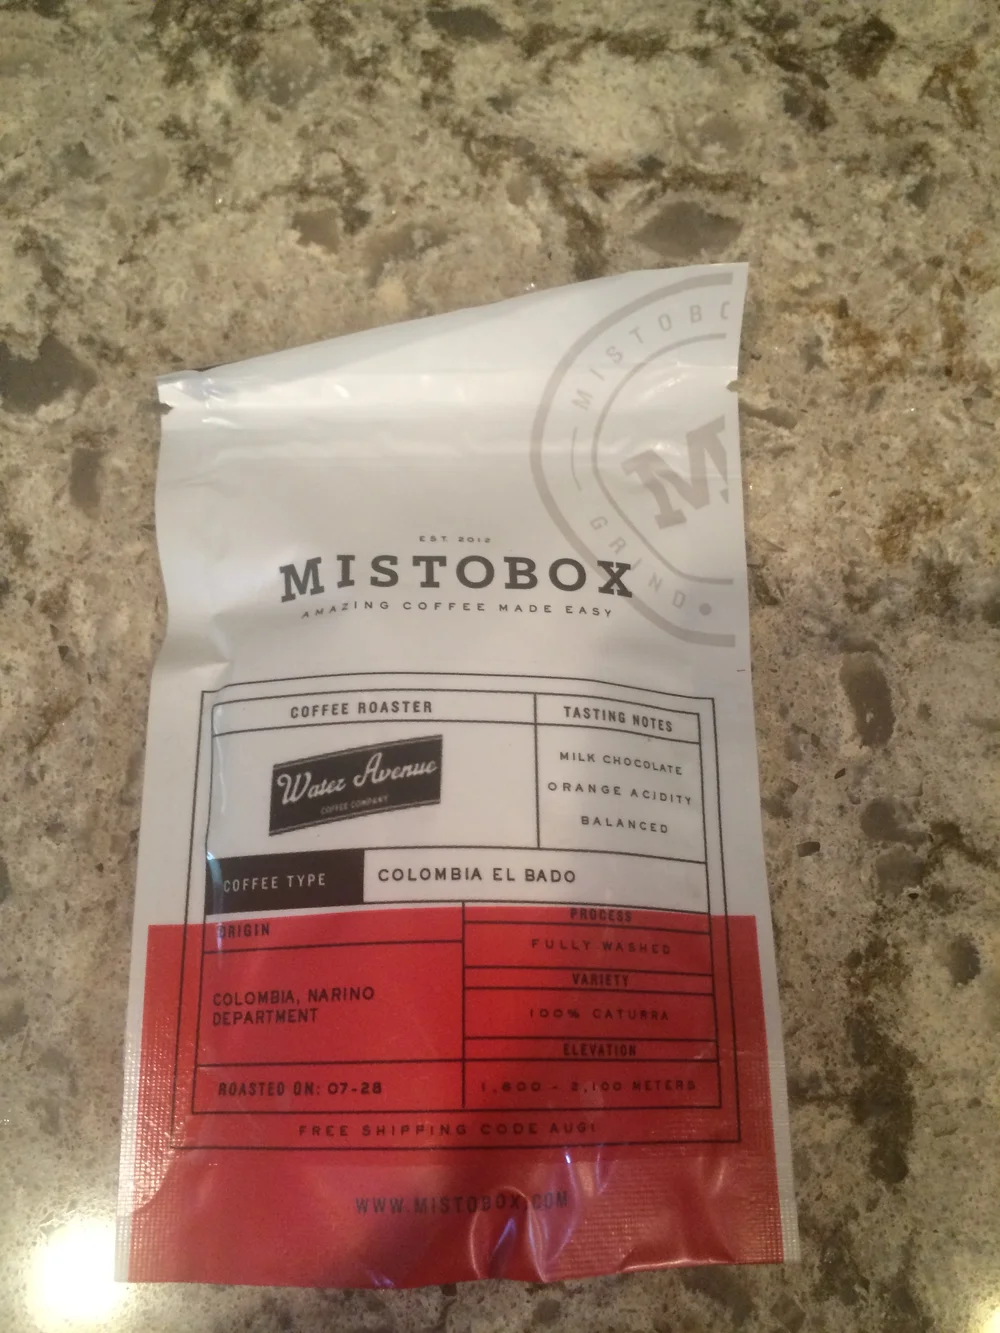 MISTOBO
M
GRIND
EST. 2012
MISTOBOX
AMAZING COFFEE MADE EASY
COFFEE ROASTER
TASTING NOTES
Water Avenue
COFFEE COMPANY
MILK CHOCOLATE
ORANGE ACIDITY
BALANCED
COFFEE TYPE
COLOMBIA EL BADO
ORIGIN
COLOMBIA, NARINO
DEPARTMENT
PROCESS
FULLY WASHED
VARIETY
100% CATURRA
ELEVATION
1,800 - 2,100 METERS
ROASTED ON: 07-28
FREE SHIPPING CODE AUG1
WWW.MISTOBOX.COM